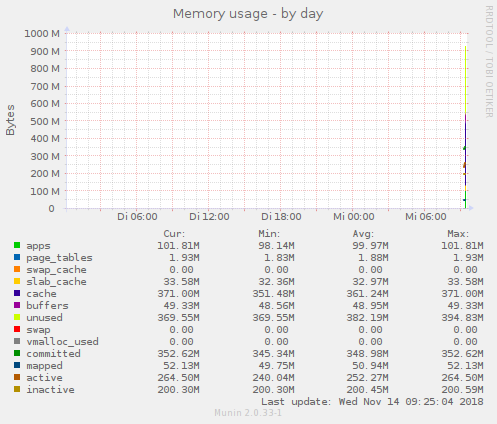 Memory usage - by day
RRDTOOL / TOBI OETIKER
Bytes
1000 M
900 M
800 M
700 M
600 M
500 M
400 M
300 M
200 M
100 M
0
Di 06:00 Di 12:00 Di 18:00 Mi 00:00 Mi 06:00
Cur: Min: Avg: Max:
apps 101.81M 98.14M 99.97M 101.81M
page_tables 1.93M 1.83M 1.88M 1.93M
swap_cache 0.00 0.00 0.00 0.00
slab_cache 33.58M 32.36M 32.97M 33.58M
cache 371.00M 351.48M 361.24M 371.00M
buffers 49.33M 48.56M 48.95M 49.33M
unused 369.55M 369.55M 382.19M 394.83M
swap 0.00 0.00 0.00 0.00
vmalloc_used 0.00 0.00 0.00 0.00
committed 352.62M 345.34M 348.98M 352.62M
mapped 52.13M 49.75M 50.94M 52.13M
active 264.50M 240.04M 252.27M 264.50M
inactive 200.30M 200.30M 200.45M 200.59M
Last update: Wed Nov 14 09:25:04 2018
Munin 2.0.33-1